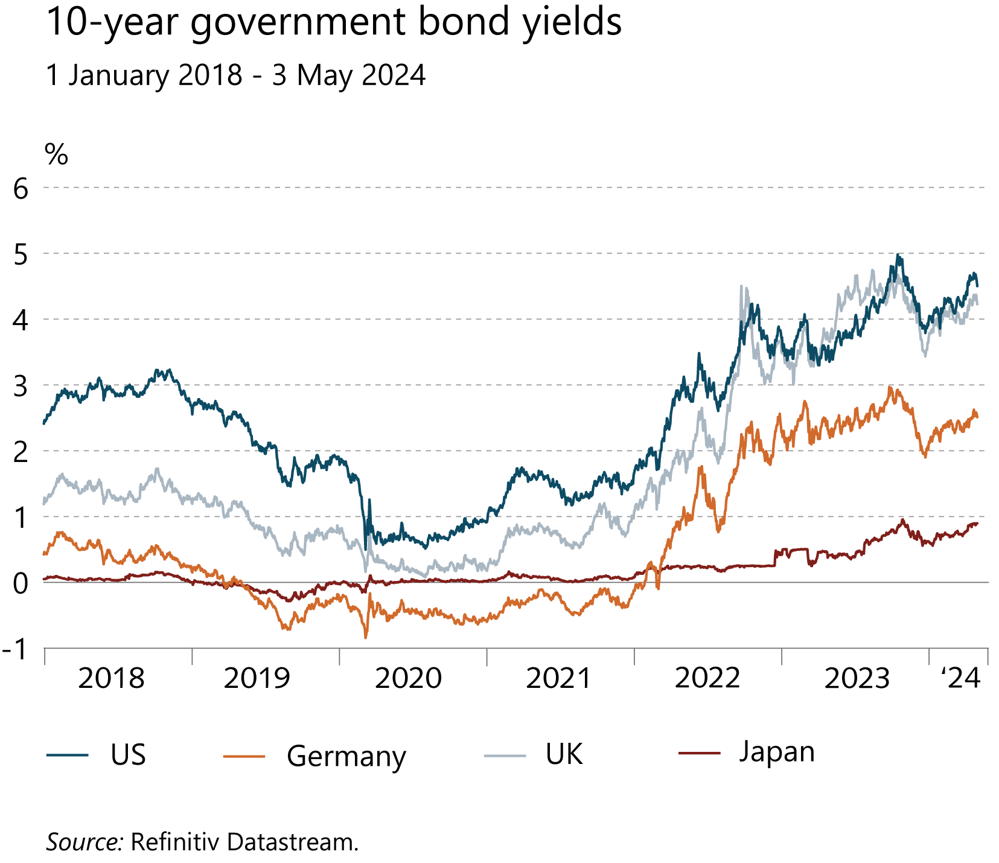 10-year government bond yields
1 January 2018 - 3 May 2024
%
6
5
4
3
2
1
0
-1
2018 2019 2020 2021 2022 2023 ‘24
US Germany UK Japan
Source: Refinitiv Datastream.